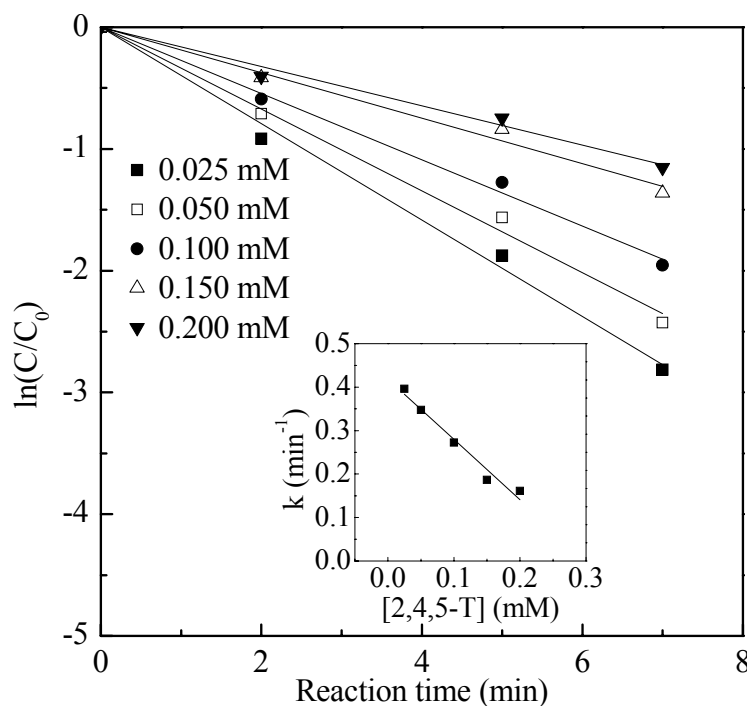 0
-1
-2
-3
-4
-5
ln(C/C0)
0.025 mM
0.050 mM
0.100 mM
0.150 mM
0.200 mM
0.5
0.4
0.3
0.2
0.1
0.0
k (min-1)
0.0 0.1 0.2 0.3
[2,4,5-T] (mM)
0 2 4 6 8
Reaction time (min)